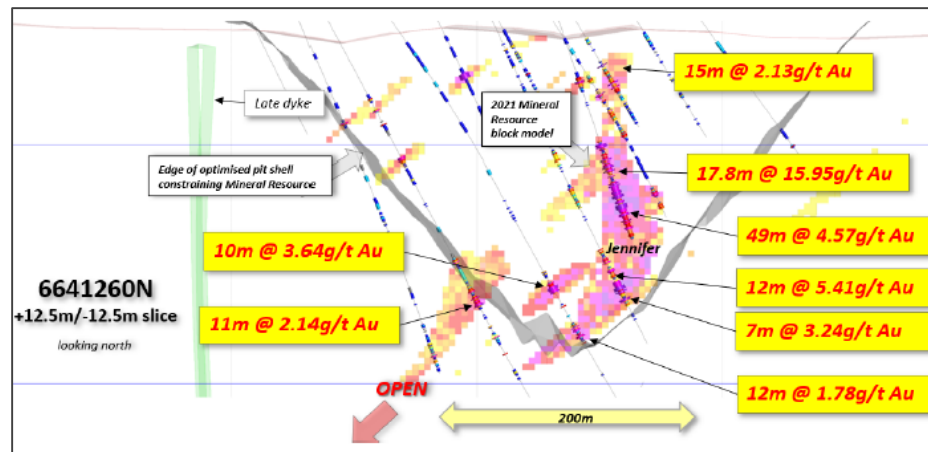 15m @ 2.13g/t Au
Late dyke
2021 Mineral
Resource
block model
Edge of optimised pit shell
constraining Mineral Resource
17.8m @ 15.95g/t Au
49m @ 4.57g/t Au
Jennifer
10m @ 3.64g/t Au
12m @ 5.41g/t Au
6641260N
+12.5m/-12.5m slice
looking north
11m @ 2.14g/t Au
7m @ 3.24g/t Au
OPEN
12m @ 1.78g/t Au
200m